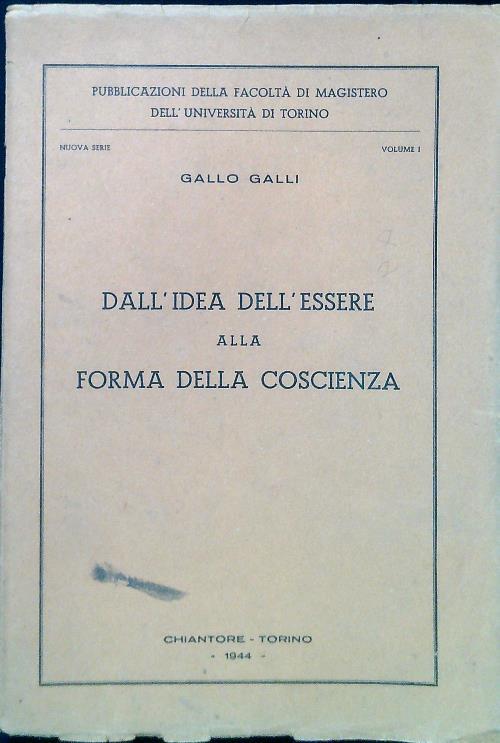 PUBBLICAZIONI DELLA FACOLTÀ DI MAGISTERO
DELL'UNIVERSITÀ DI TORINO
NUOVA SERIE
VOLUME I
GALLO GALLI
DALL'IDEA DELL'ESSERE
ALLA
FORMA DELLA COSCIENZA
CHIANTORE - TORINO
- 1944 -